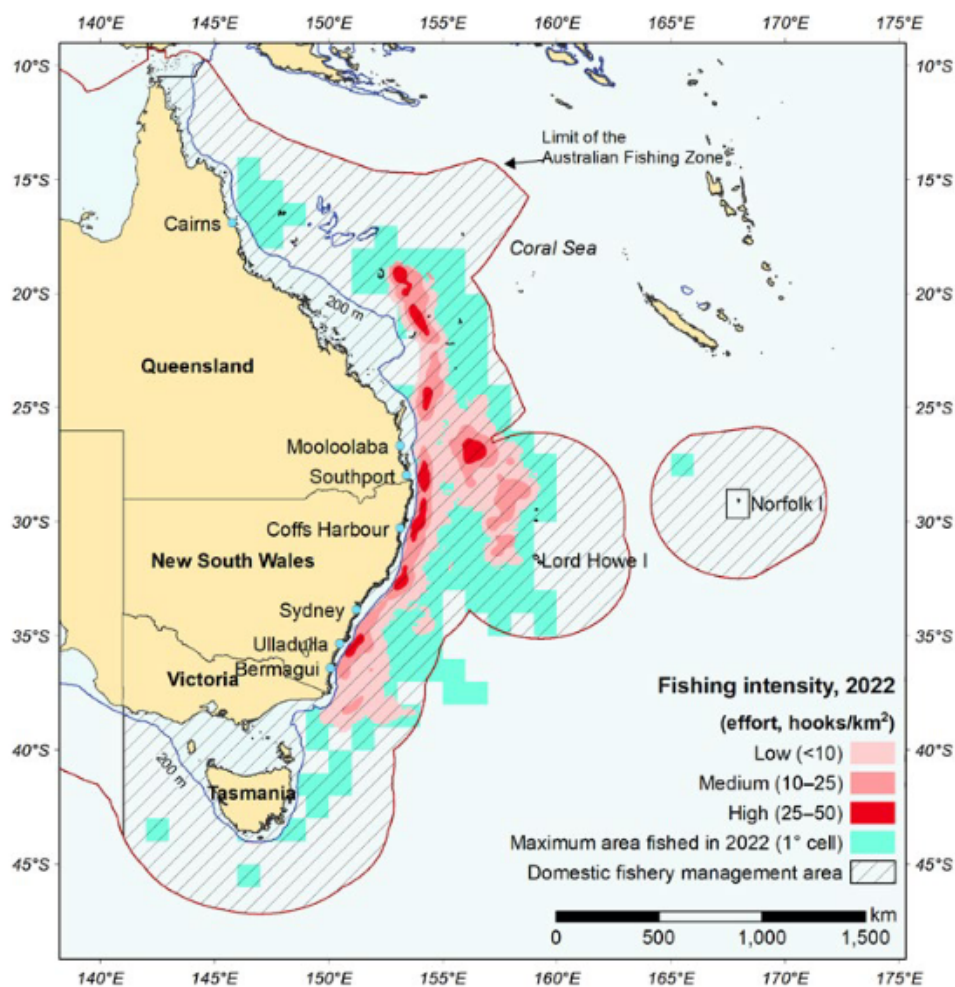 140°E 145°E 150°E 155°E 160°E 165°E 170°E 175°E
10°S 10°S
Limit of the
Australian Fishing Zone
15°S 15°S
Cairns
Coral Sea
20°S 20°S
200 m
Queensland
25°S 25°S
Mooloolaba
Southport
30°S 30°S
Coffs Harbour
Norfolk I
New South Wales
Lord Howe I
Sydney
35°S 35°S
Ulladulla
Bermagui
Victoria
Fishing intensity, 2022
(effort, hooks/km²)
40°S 40°S
Low (<10)
200 m
Tasmania
Medium (10–25)
High (25–50)
Maximum area fished in 2022 (1° cell)
45°S 45°S
Domestic fishery management area
km
0 500 1,000 1,500
140°E 145°E 150°E 155°E 160°E 165°E 170°E 175°E